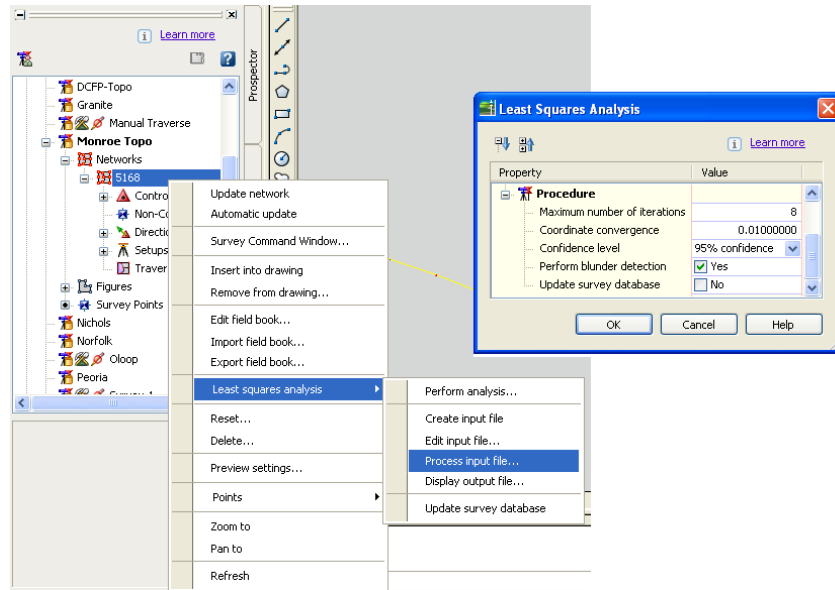 Learn more
Prospector
DCFP-Topo
Granite
Manual Traverse
Monroe Topo
Networks
5168
Contro
Non-Co
Directio
Setups
Traver
Figures
Survey Points
Nichols
Norfolk
Oloop
Peoria
Update network
Automatic update
Survey Command Window...
Insert into drawing
Remove from drawing...
Edit field book...
Import field book...
Export field book...
Least squares analysis
Reset...
Delete...
Preview settings...
Points
Zoom to
Pan to
Refresh
Perform analysis...
Create input file
Edit input file...
Process input file...
Display output file...
Update survey database
Least Squares Analysis
Learn more
Property Value
Procedure
Maximum number of iterations 8
Coordinate convergence 0.01000000
Confidence level 95% confidence
Perform blunder detection Yes
Update survey database No
OK Cancel Help